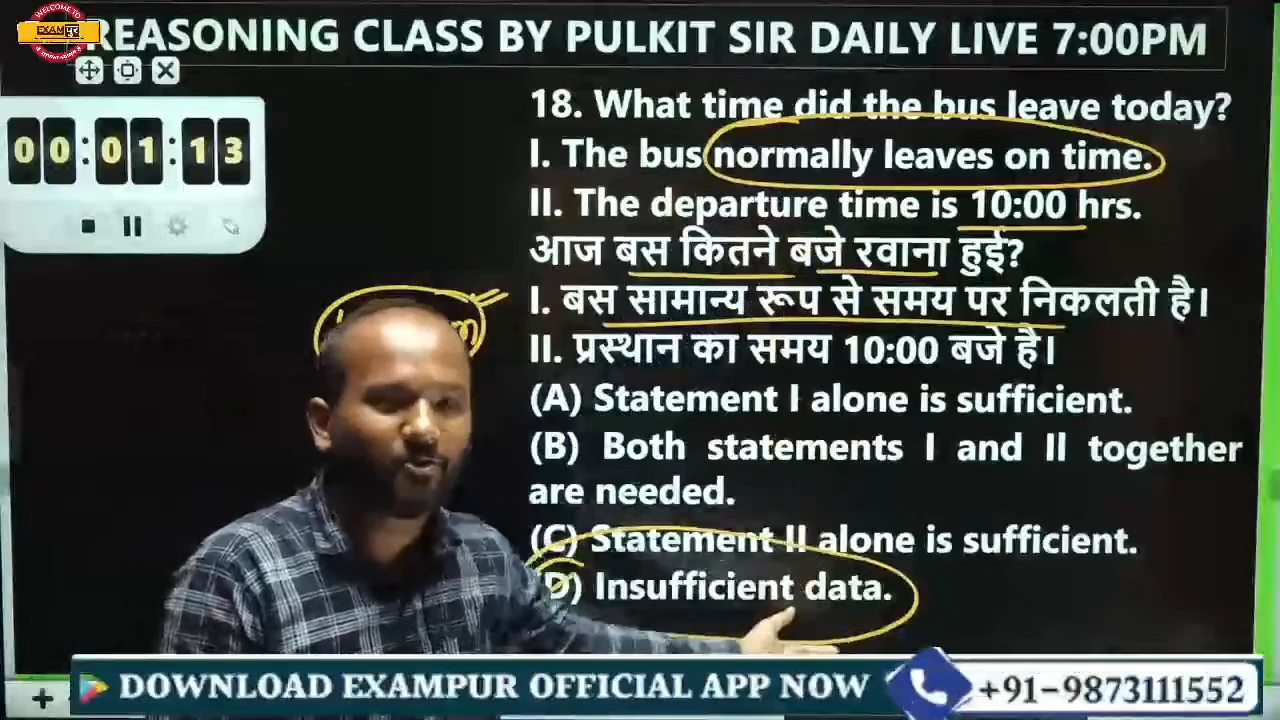 WELCOME TO
EXAM पुर
REASONING CLASS BY PULKIT SIR DAILY LIVE 7:00PM
00:01:13
18. What time did the bus leave today?
I. The bus normally leaves on time.
II. The departure time is 10:00 hrs.
आज बस कितने बजे रवाना हुई?
I. बस सामान्य रूप से समय पर निकलती है।
II. प्रस्थान का समय 10:00 बजे है।
(A) Statement I alone is sufficient.
(B) Both statements I and II together
are needed.
(C) Statement II alone is sufficient.
(D) Insufficient data.
DOWNLOAD EXAMPUR OFFICIAL APP NOW
+91-9873111552